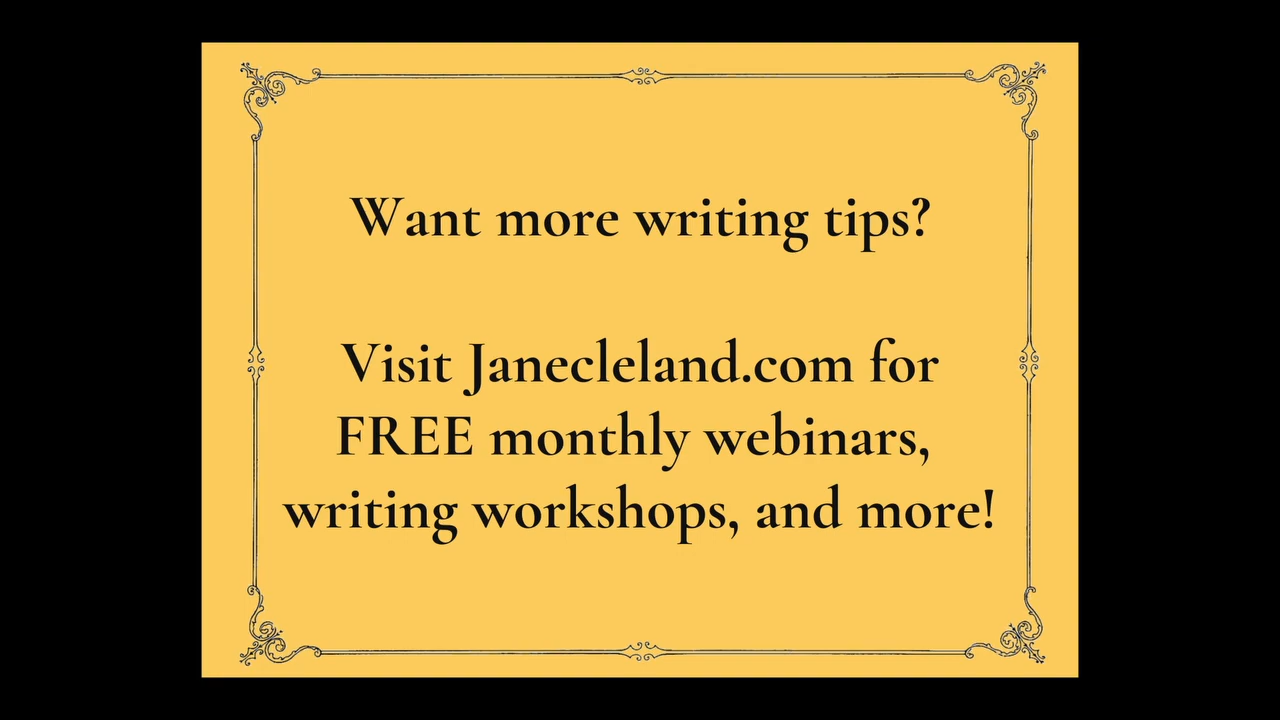 Want more writing tips?
Visit Janecleland.com for
FREE monthly webinars,
writing workshops, and more!